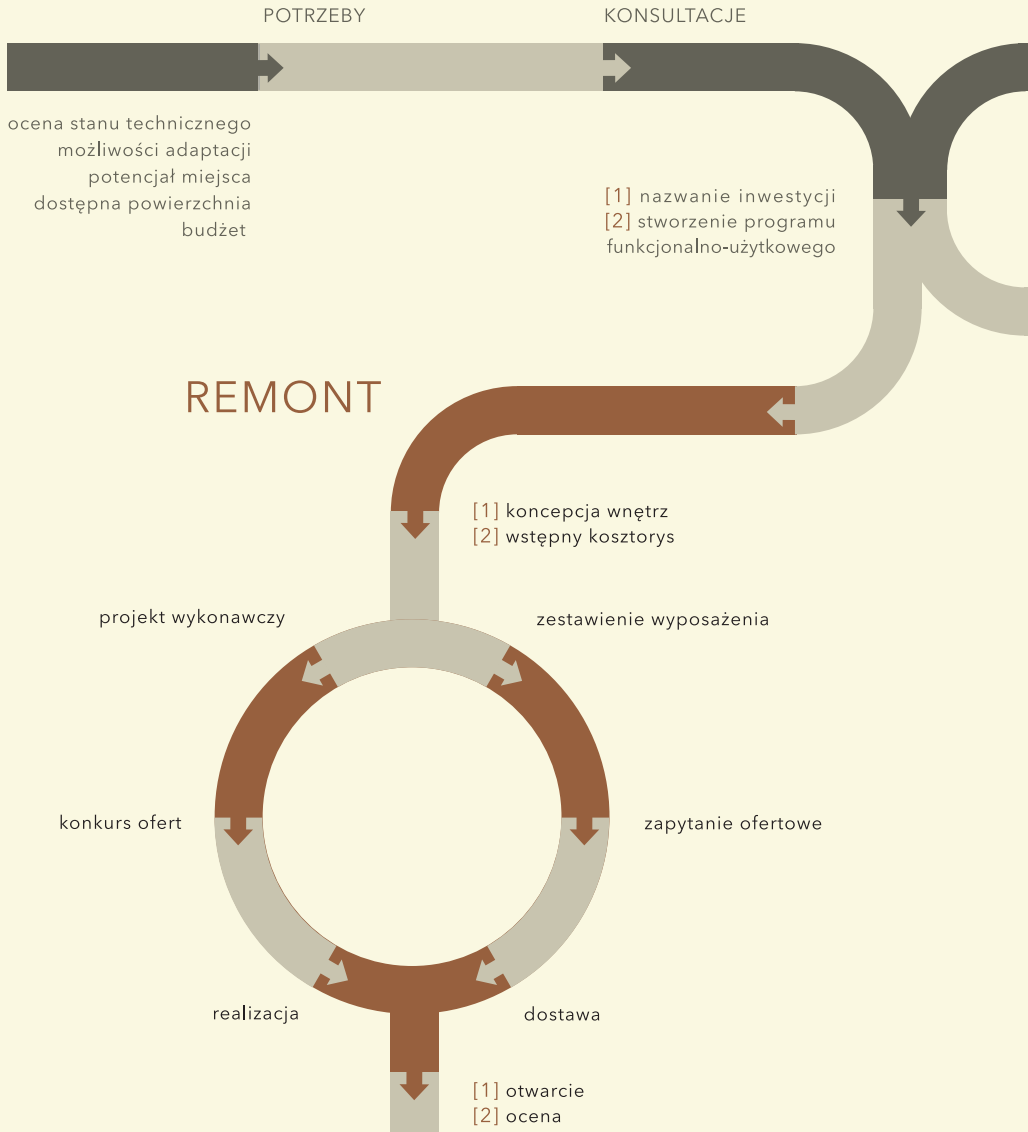 POTRZEBY
KONSULTACJE
ocena stanu technicznego
możliwości adaptacji
potencjał miejsca
dostępna powierzchnia
budżet
[1] nazwanie inwestycji
[2] stworzenie programu
funkcjonalno-użytkowego
REMONT
[1] koncepcja wnętrz
[2] wstępny kosztorys
projekt wykonawczy
zestawienie wyposażenia
konkurs ofert
zapytanie ofertowe
realizacja
dostawa
[1] otwarcie
[2] ocena